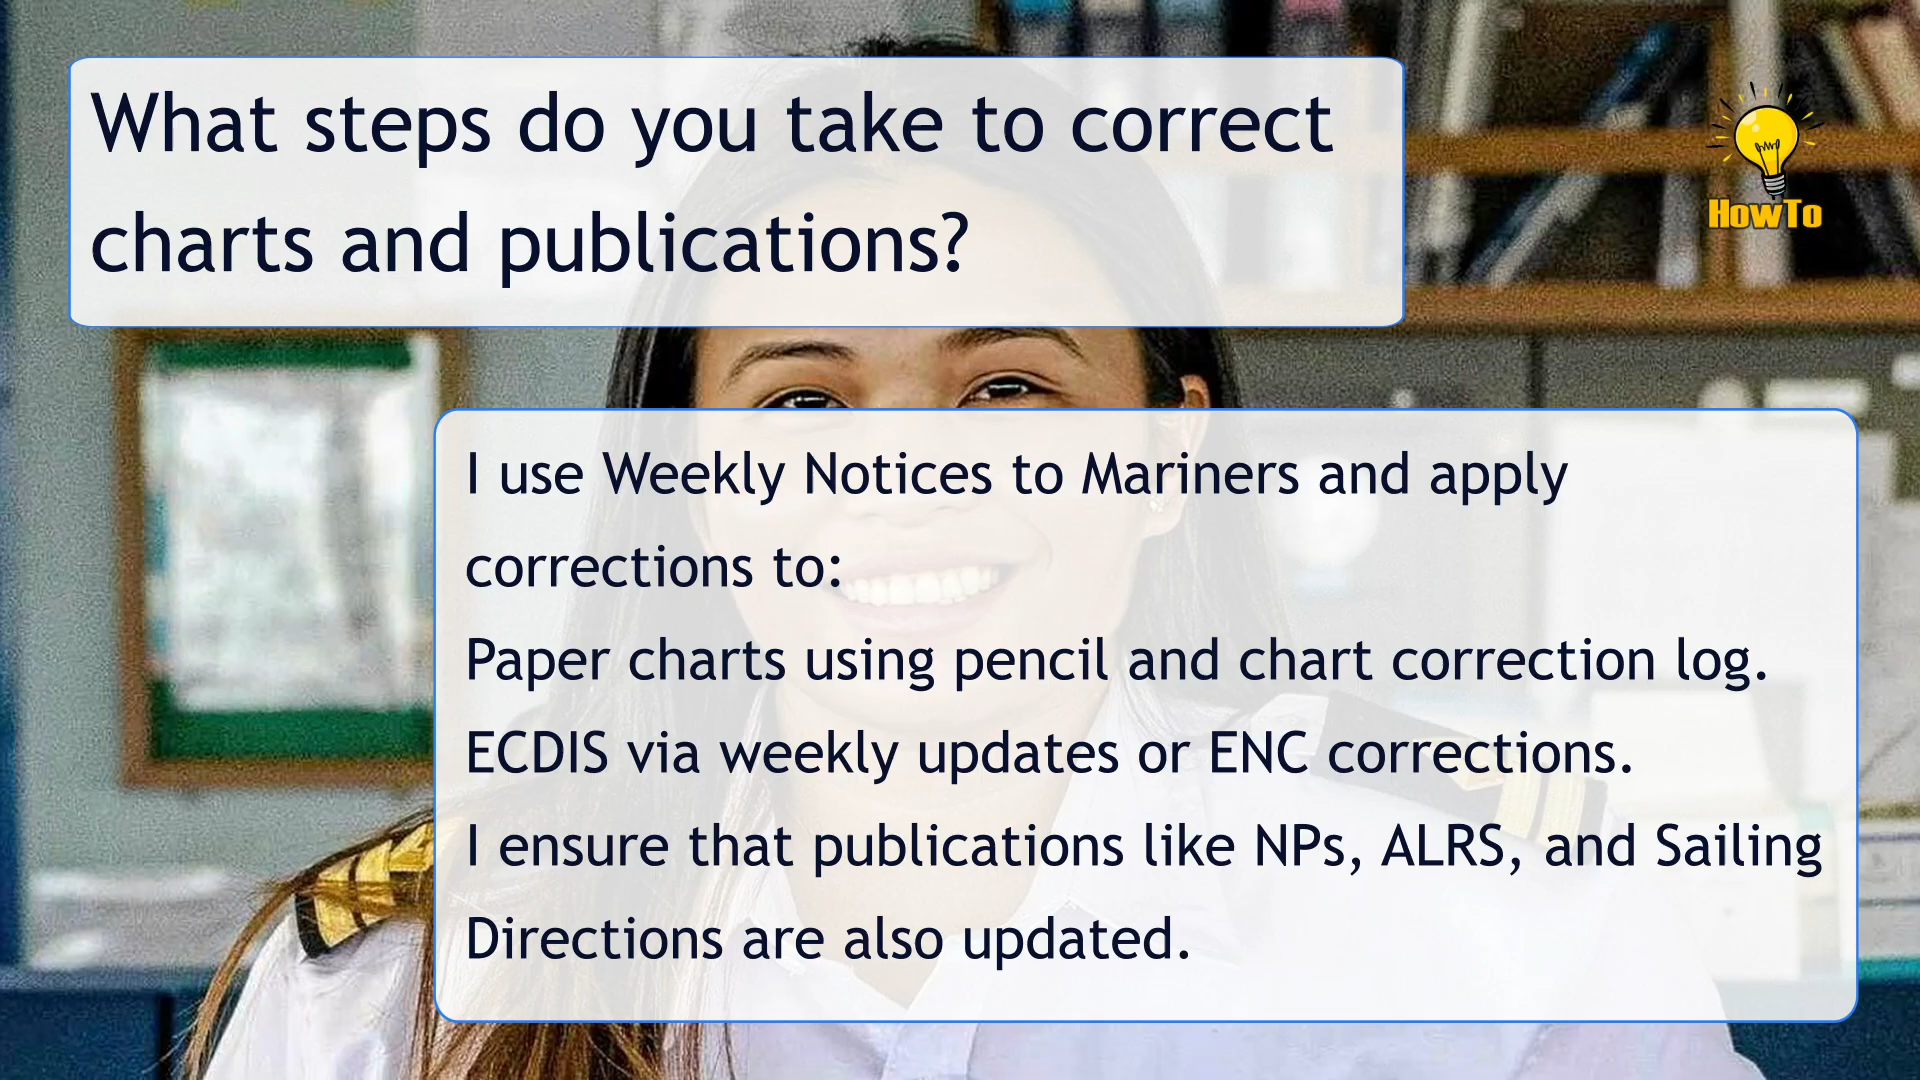 What steps do you take to correct
charts and publications?
HowTo
I use Weekly Notices to Mariners and apply
corrections to:
Paper charts using pencil and chart correction log.
ECDIS via weekly updates or ENC corrections.
I ensure that publications like NPs, ALRS, and Sailing
Directions are also updated.